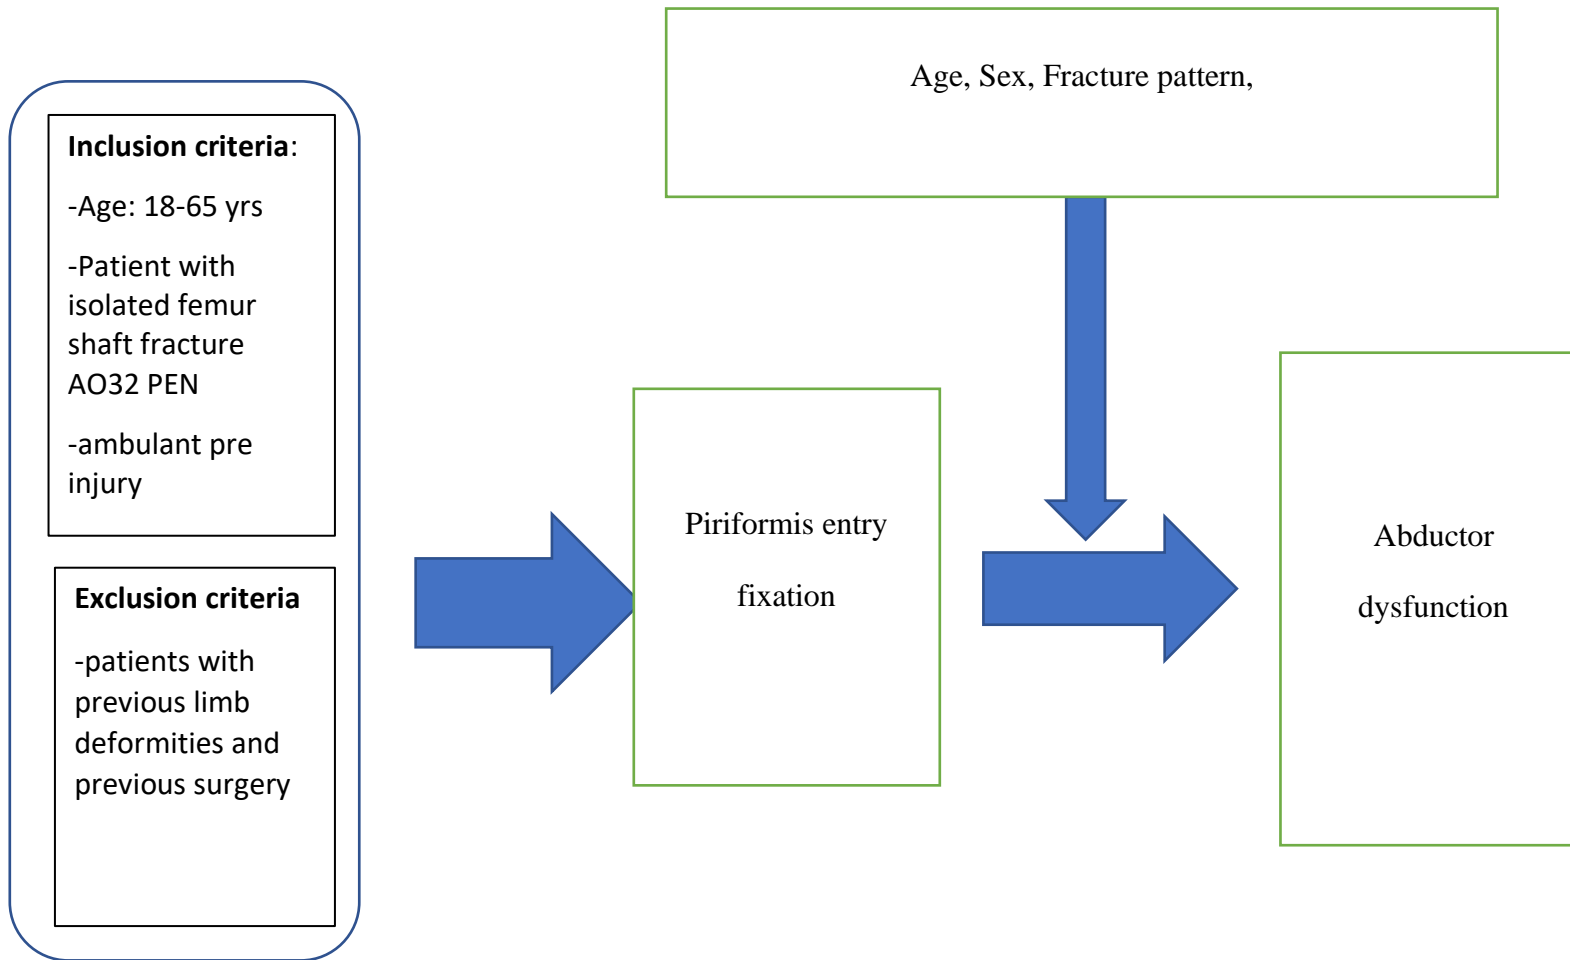 Age, Sex, Fracture pattern,
Inclusion criteria:
-Age: 18-65 yrs
-Patient with
isolated femur
shaft fracture
AO32 PEN
-ambulant pre
injury
Exclusion criteria
-patients with
previous limb
deformities and
previous surgery
Piriformis entry
fixation
Abductor
dysfunction